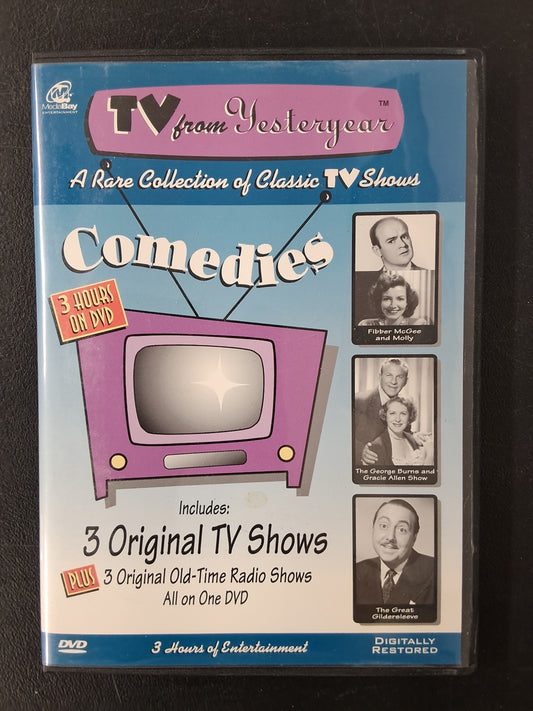 MediaBay
ENTERTAINMENT
TV from Yesteryear™
A Rare Collection of Classic TV Shows
Comedies
3 HOURS
ON DVD
Fibber McGee
and Molly
The George Burns and
Gracie Allen Show
Includes:
3 Original TV Shows
PLUS 3 Original Old-Time Radio Shows
All on One DVD
The Great
Gildersleeve
DVD
3 Hours of Entertainment
DIGITALLY
RESTORED